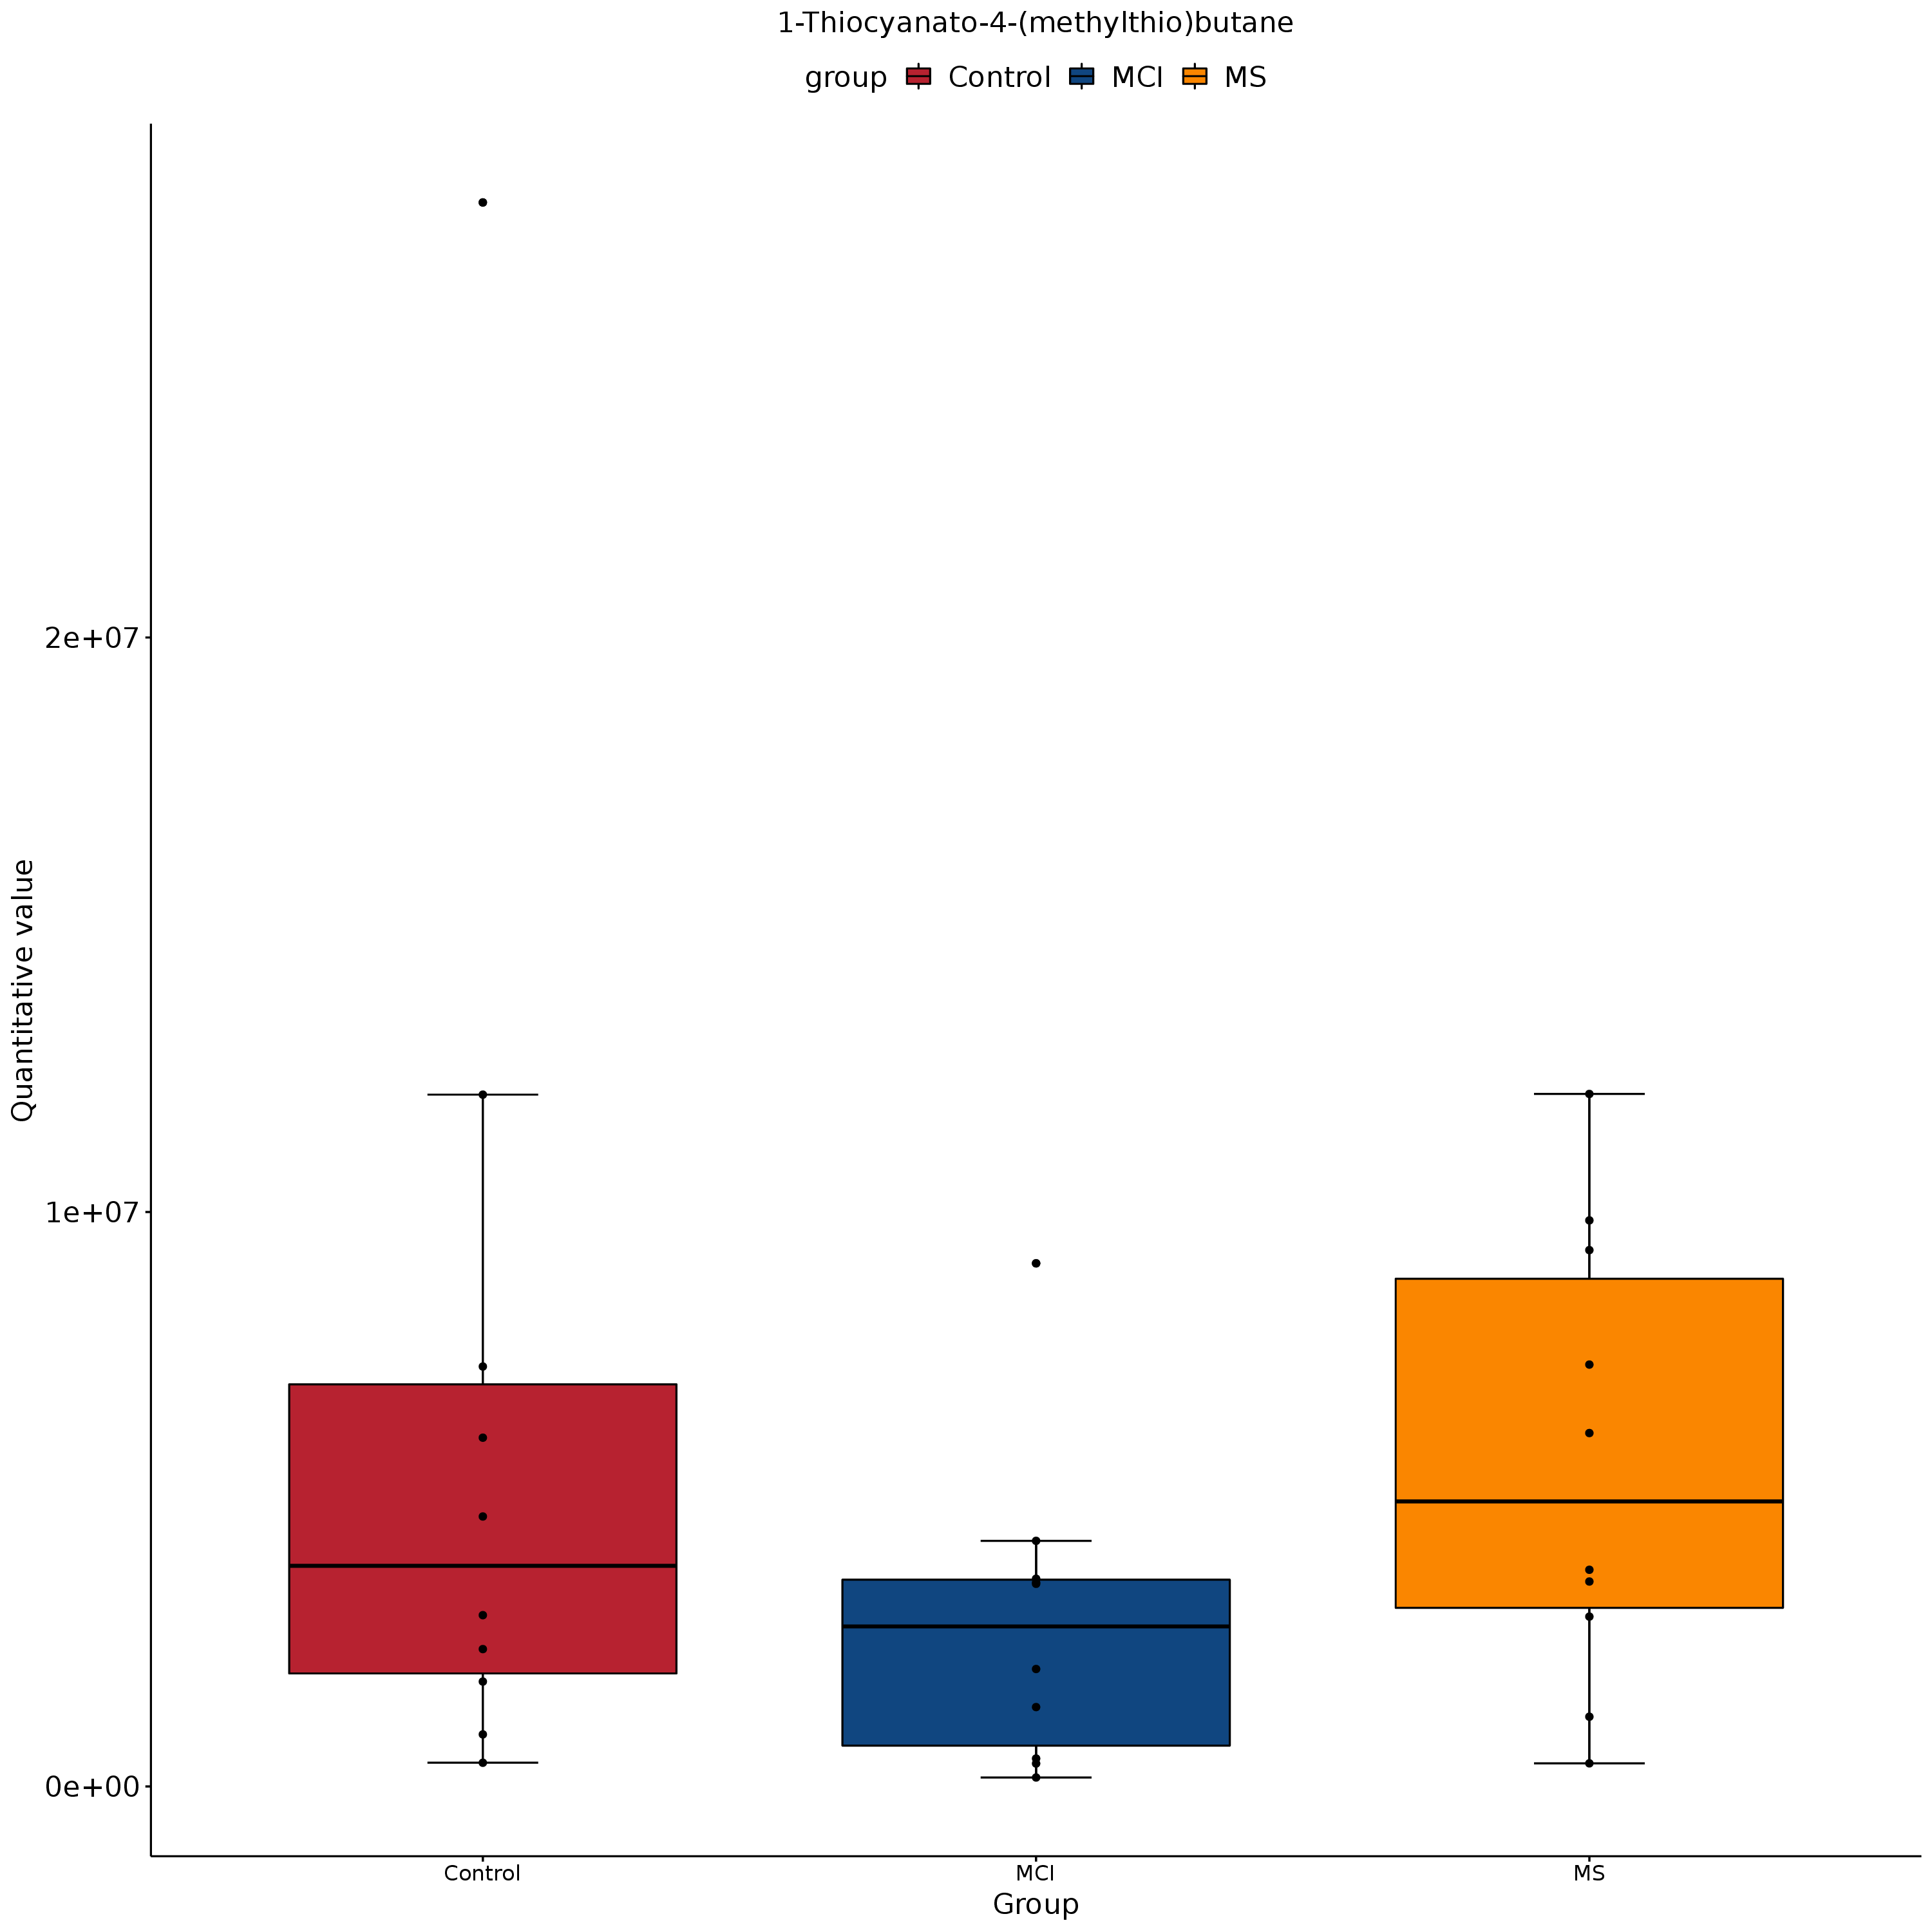 1-Thiocyanato-4-(methylthio)butane
group Control MCI MS
Quantitative value
2e+07
1e+07
0e+00
Control MCI MS
Group